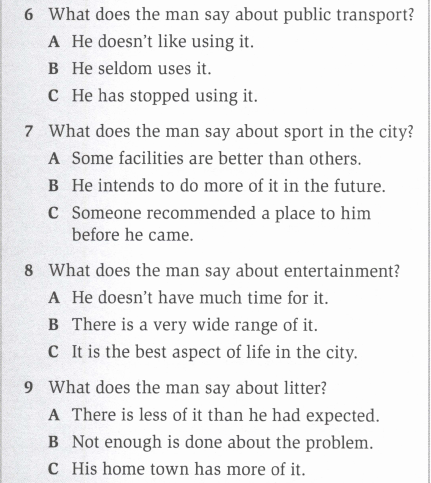 6 What does the man say about public transport?
A He doesn't like using it.
B He seldom uses it.
C He has stopped using it.
7 What does the man say about sport in the city?
A Some facilities are better than others.
B He intends to do more of it in the future.
C Someone recommended a place to him
before he came.
8 What does the man say about entertainment?
A He doesn't have much time for it.
B There is a very wide range of it.
C It is the best aspect of life in the city.
9 What does the man say about litter?
A There is less of it than he had expected.
B Not enough is done about the problem.
C His home town has more of it.